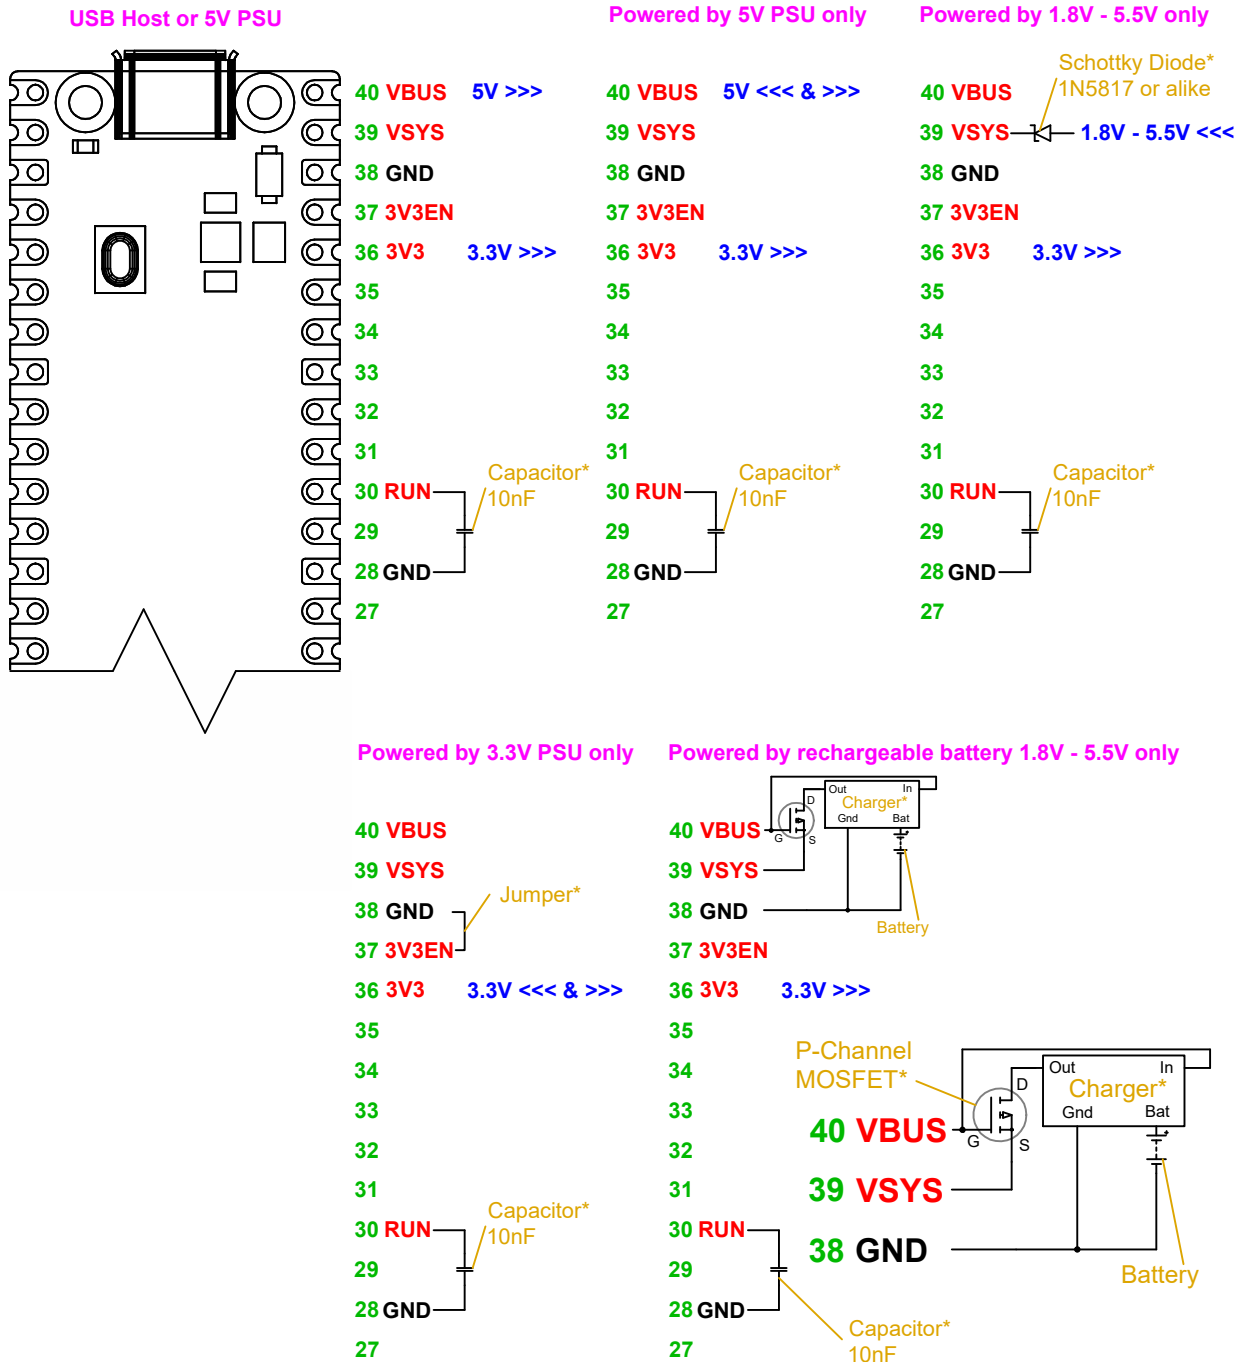 USB Host or 5V PSU
40 VBUS 5V >>>
39 VSYS
38 GND
37 3V3EN
36 3V3 3.3V >>>
35
34
33
32
31
Capacitor*
10nF
30 RUN
29
28 GND
27
Powered by 5V PSU only
40 VBUS 5V <<< & >>>
39 VSYS
38 GND
37 3V3EN
36 3V3 3.3V >>>
35
34
33
32
31
Capacitor*
10nF
30 RUN
29
28 GND
27
Powered by 1.8V - 5.5V only
Schottky Diode*
1N5817 or alike
40 VBUS
39 VSYS 1.8V - 5.5V <<<
38 GND
37 3V3EN
36 3V3 3.3V >>>
35
34
33
32
31
Capacitor*
10nF
30 RUN
29
28 GND
27
Powered by 3.3V PSU only
40 VBUS
39 VSYS
Jumper*
38 GND
37 3V3EN
36 3V3 3.3V <<< & >>>
35
34
33
32
31
Capacitor*
10nF
30 RUN
29
28 GND
27
Powered by rechargeable battery 1.8V - 5.5V only
Out In
D
Charger*
Gnd Bat
+
40 VBUS
G S
39 VSYS
38 GND
Battery
37 3V3EN
36 3V3 3.3V >>>
35
34
33
32
31
30 RUN
29
28 GND
Capacitor*
10nF
27
P-Channel
MOSFET*
Out In
D
Charger*
Gnd Bat
+
40 VBUS
G S
39 VSYS
38 GND
Battery